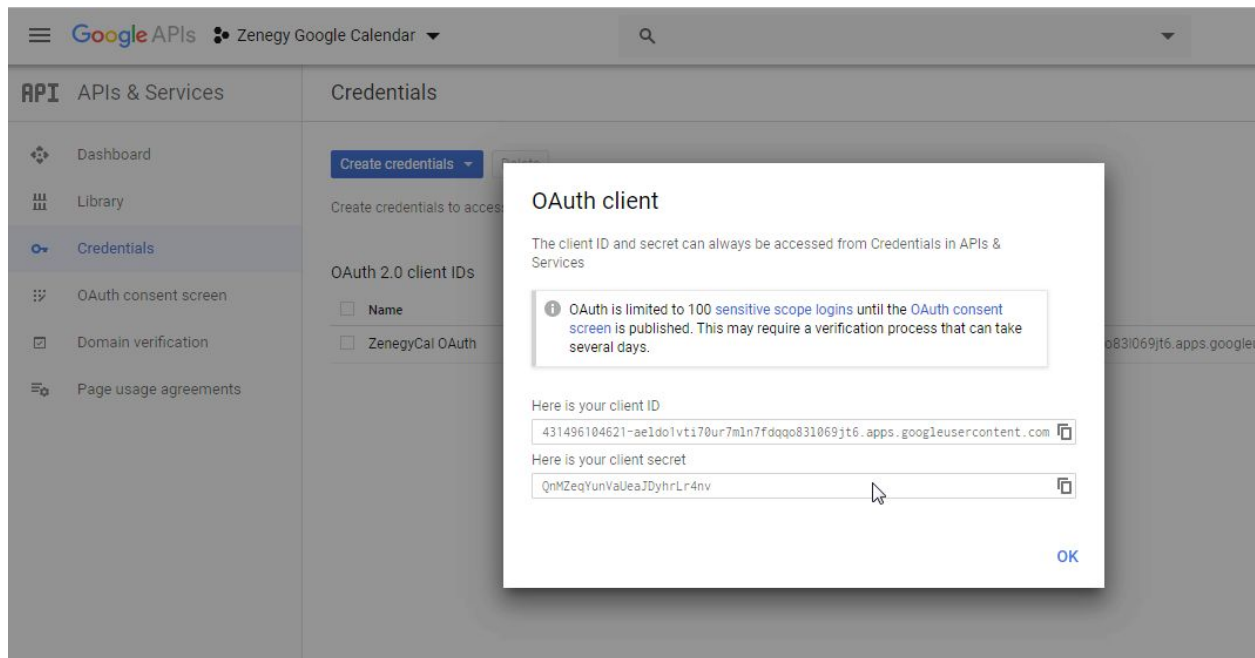 Google APIs Zenegy Google Calendar
API APIs & Services Credentials
Dashboard
Library
Credentials
OAuth consent screen
Domain verification
Page usage agreements
Create credentials
Create credentials to acces
OAuth 2.0 client IDs
Name
ZenegyCal OAuth
o83l069jt6.apps.google
OAuth client
The client ID and secret can always be accessed from Credentials in APIs &
Services
OAuth is limited to 100 sensitive scope logins until the OAuth consent
screen is published. This may require a verification process that can take
several days.
Here is your client ID
431496104621-aeldo1vti70ur7mln7fdqqo83l069jt6.apps.googleusercontent.com
Here is your client secret
QnMZeqYunVaUeaJDyhrLr4nv
OK